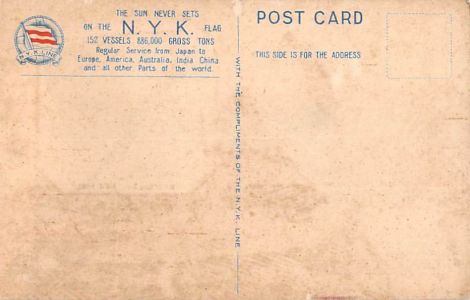 THE SUN NEVER SETS
ON THE N. Y. K. FLAG
152 VESSELS 886,000 GROSS TONS
Regular Service from Japan to
Europe, America, Australia, India China
and all other Parts of the world.
N.Y.K. LINE
WITH THE COMPLIMENTS OF THE N.Y.K. LINE
POST CARD
THIS SIDE IS FOR THE ADDRESS